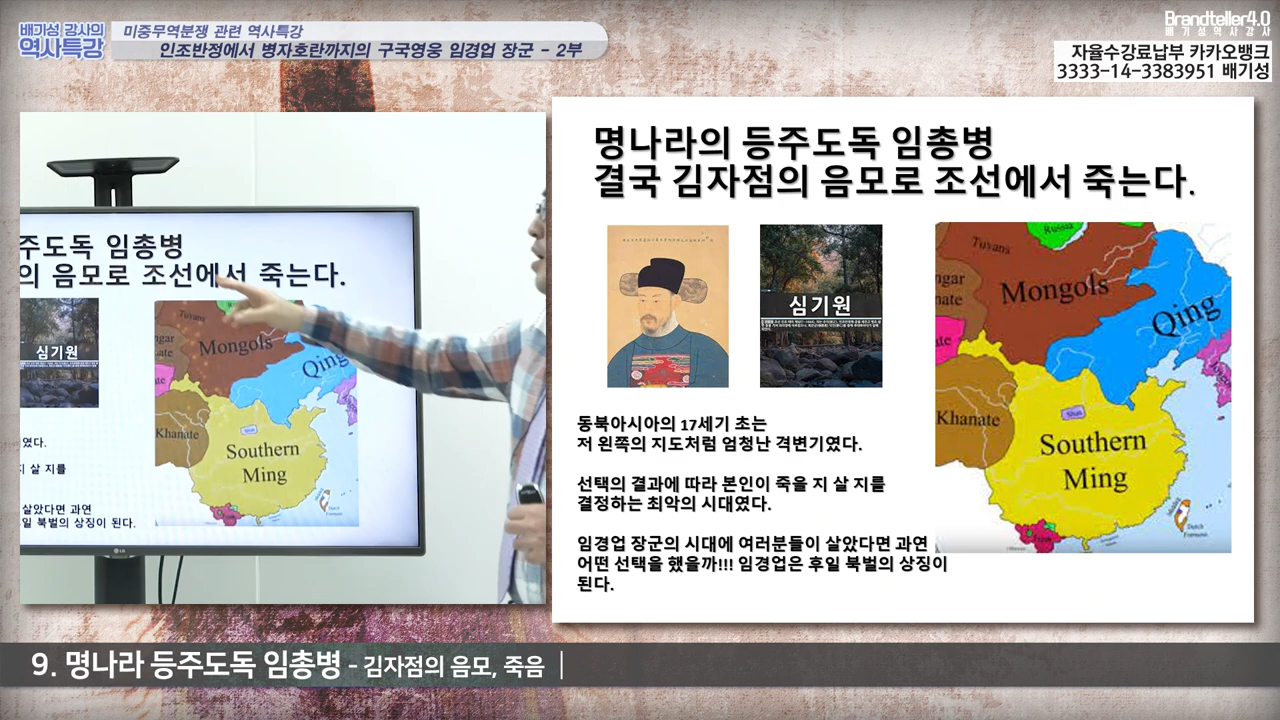 배기성 강사의
역사특강
미중무역분쟁 관련 역사특강
인조반정에서 병자호란까지의 구국영웅 임경업 장군 - 2부
Brandteller4.0
배기성역사강사
자율수강료납부 카카오뱅크
3333-14-3383951 배기성
주도독 임총병
의 음모로 조선에서 죽는다.
심기원
Tuvans
Mongols
Qing
Khanate
Shun
Southern
Ming
였다.
지 살 지를
살았다면 과연
일 북벌의 상징이 된다.
LG
명나라의 등주도독 임총병
결국 김자점의 음모로 조선에서 죽는다.
심기원
Russia
Tuvans
Mongols
ngar
nate
Qing
Khanate
Shun
Southern
Ming
Dutch
Formosa
동북아시아의 17세기 초는
저 왼쪽의 지도처럼 엄청난 격변기였다.
선택의 결과에 따라 본인이 죽을 지 살 지를
결정하는 최악의 시대였다.
임경업 장군의 시대에 여러분들이 살았다면 과연
어떤 선택을 했을까!!! 임경업은 후일 북벌의 상징이
된다.
9. 명나라 등주도독 임총병 - 김자점의 음모, 죽음